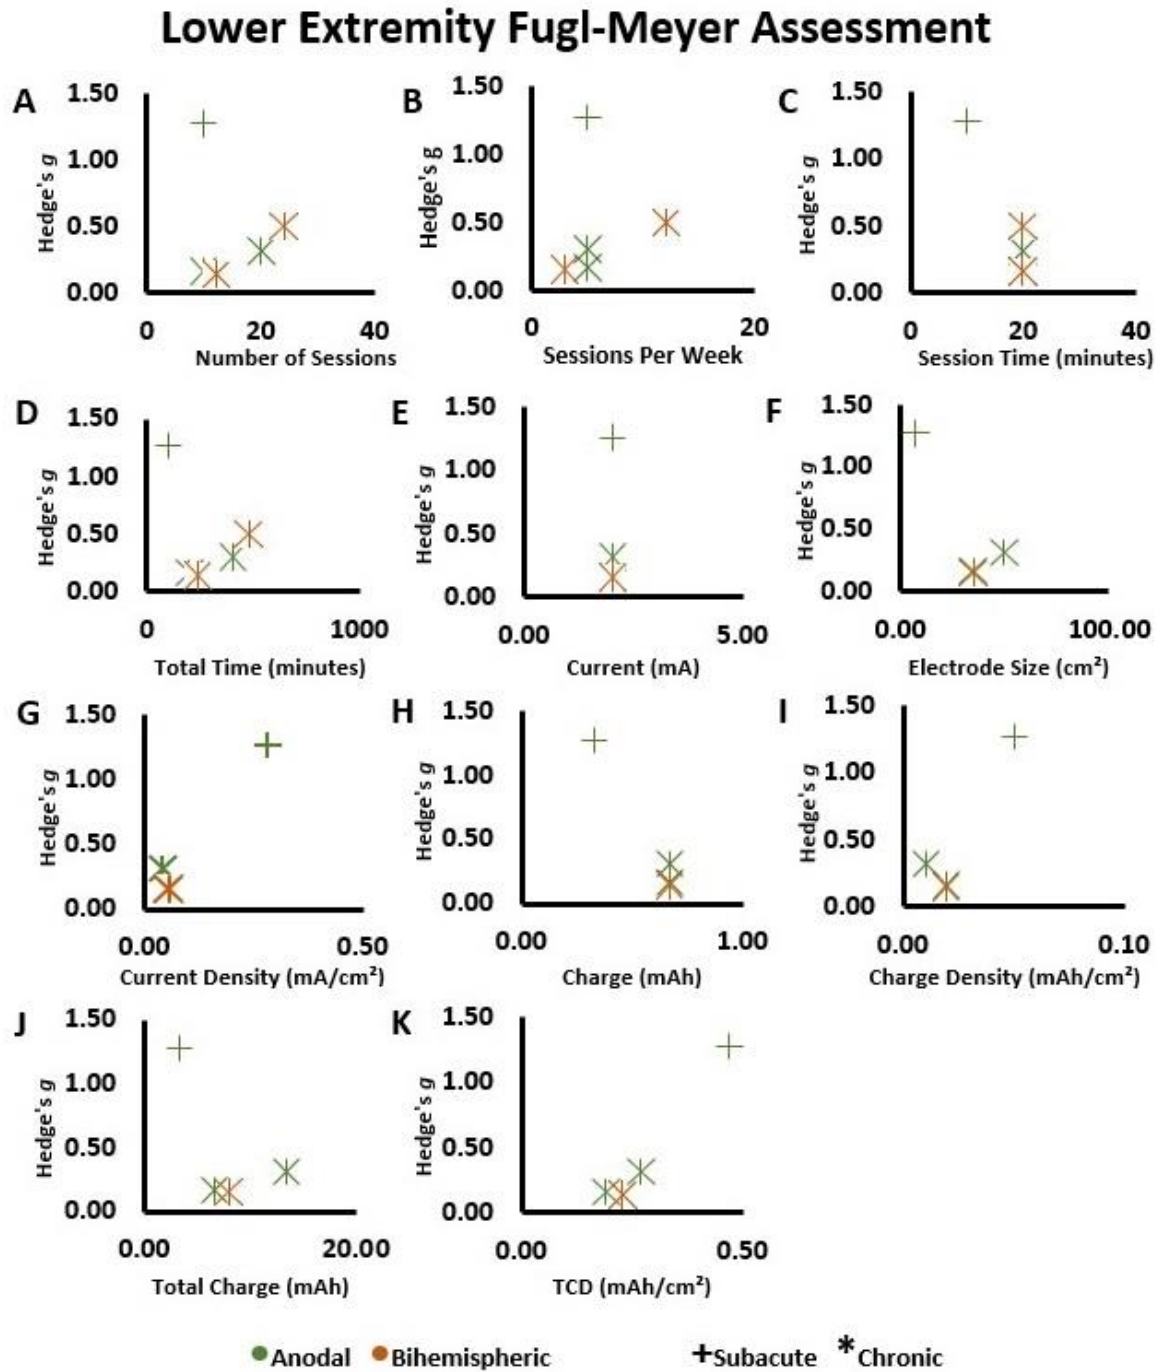 Lower Extremity Fugl-Meyer Assessment
A
Hedge's g
1.50
1.00
0.50
0.00
0 20 40
Number of Sessions
B
Hedge's g
1.50
1.00
0.50
0.00
0 20
Sessions Per Week
C
Hedge's g
1.50
1.00
0.50
0.00
0 20 40
Session Time (minutes)
D
Hedge's g
1.50
1.00
0.50
0.00
0 1000
Total Time (minutes)
E
Hedge's g
1.50
1.00
0.50
0.00
0.00 5.00
Current (mA)
F
Hedge's g
1.50
1.00
0.50
0.00
0.00 100.00
Electrode Size (cm²)
G
Hedge's g
1.50
1.00
0.50
0.00
0.00 0.50
Current Density (mA/cm²)
H
Hedge's g
1.50
1.00
0.50
0.00
0.00 1.00
Charge (mAh)
I
Hedge's g
1.50
1.00
0.50
0.00
0.00 0.10
Charge Density (mAh/cm²)
J
Hedge's g
1.50
1.00
0.50
0.00
0.00 20.00
Total Charge (mAh)
K
Hedge's g
1.50
1.00
0.50
0.00
0.00 0.50
TCD (mAh/cm²)
Anodal Bihemispheric +Subacute *Chronic